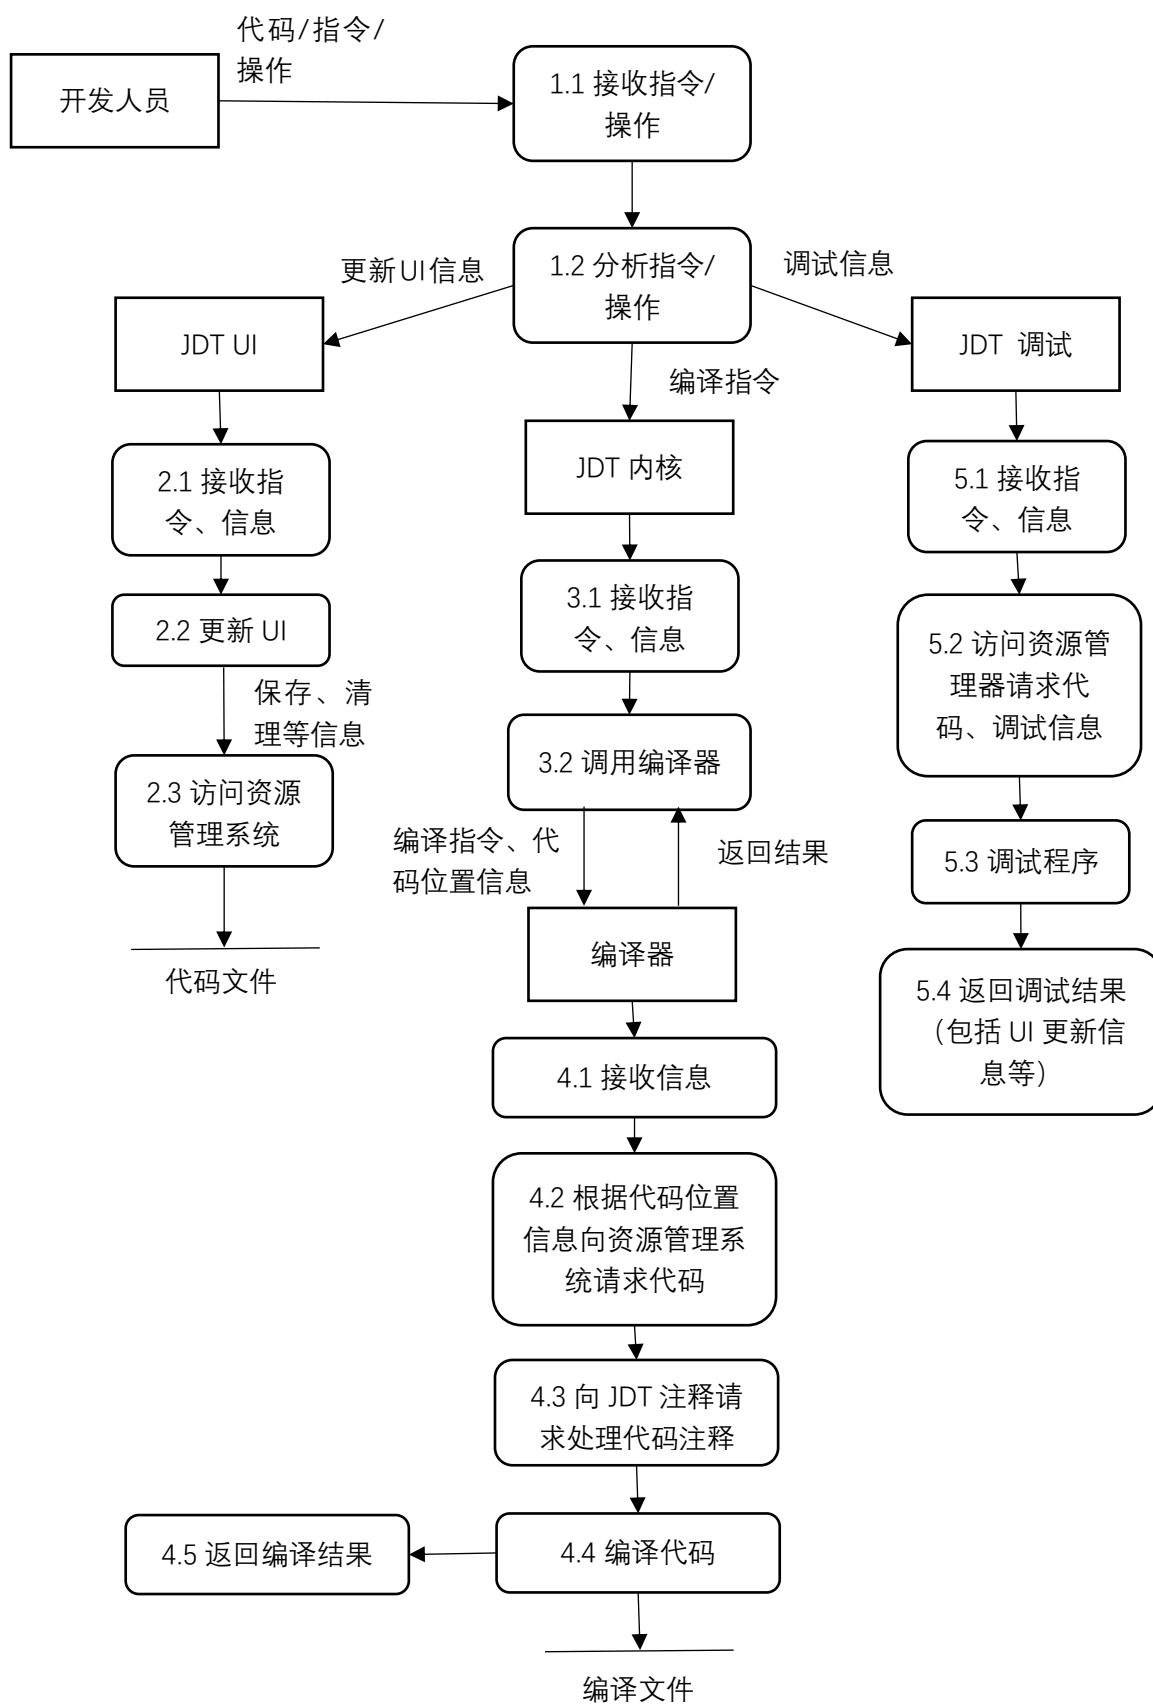 代码/指令/
操作
开发人员
1.1 接收指令/
操作
更新 UI 信息
1.2 分析指令/
操作
调试信息
JDT UI
JDT 调试
编译指令
JDT 内核
2.1 接收指
令、信息
5.1 接收指
令、信息
3.1 接收指
令、信息
2.2 更新 UI
5.2 访问资源管
理器请求代
码、调试信息
保存、清
理等信息
3.2 调用编译器
2.3 访问资源
管理系统
编译指令、代
码位置信息
返回结果
5.3 调试程序
代码文件
编译器
5.4 返回调试结果
（包括 UI 更新信
息等）
4.1 接收信息
4.2 根据代码位置
信息向资源管理系
统请求代码
4.3 向 JDT 注释请
求处理代码注释
4.5 返回编译结果
4.4 编译代码
编译文件